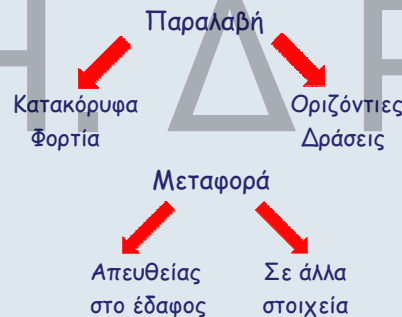 Παραλαβή
Κατακόρυφα Φορτία
Οριζόντιες Δράσεις
Μεταφορά
Απευθείας στο έδαφος
Σε άλλα στοιχεία